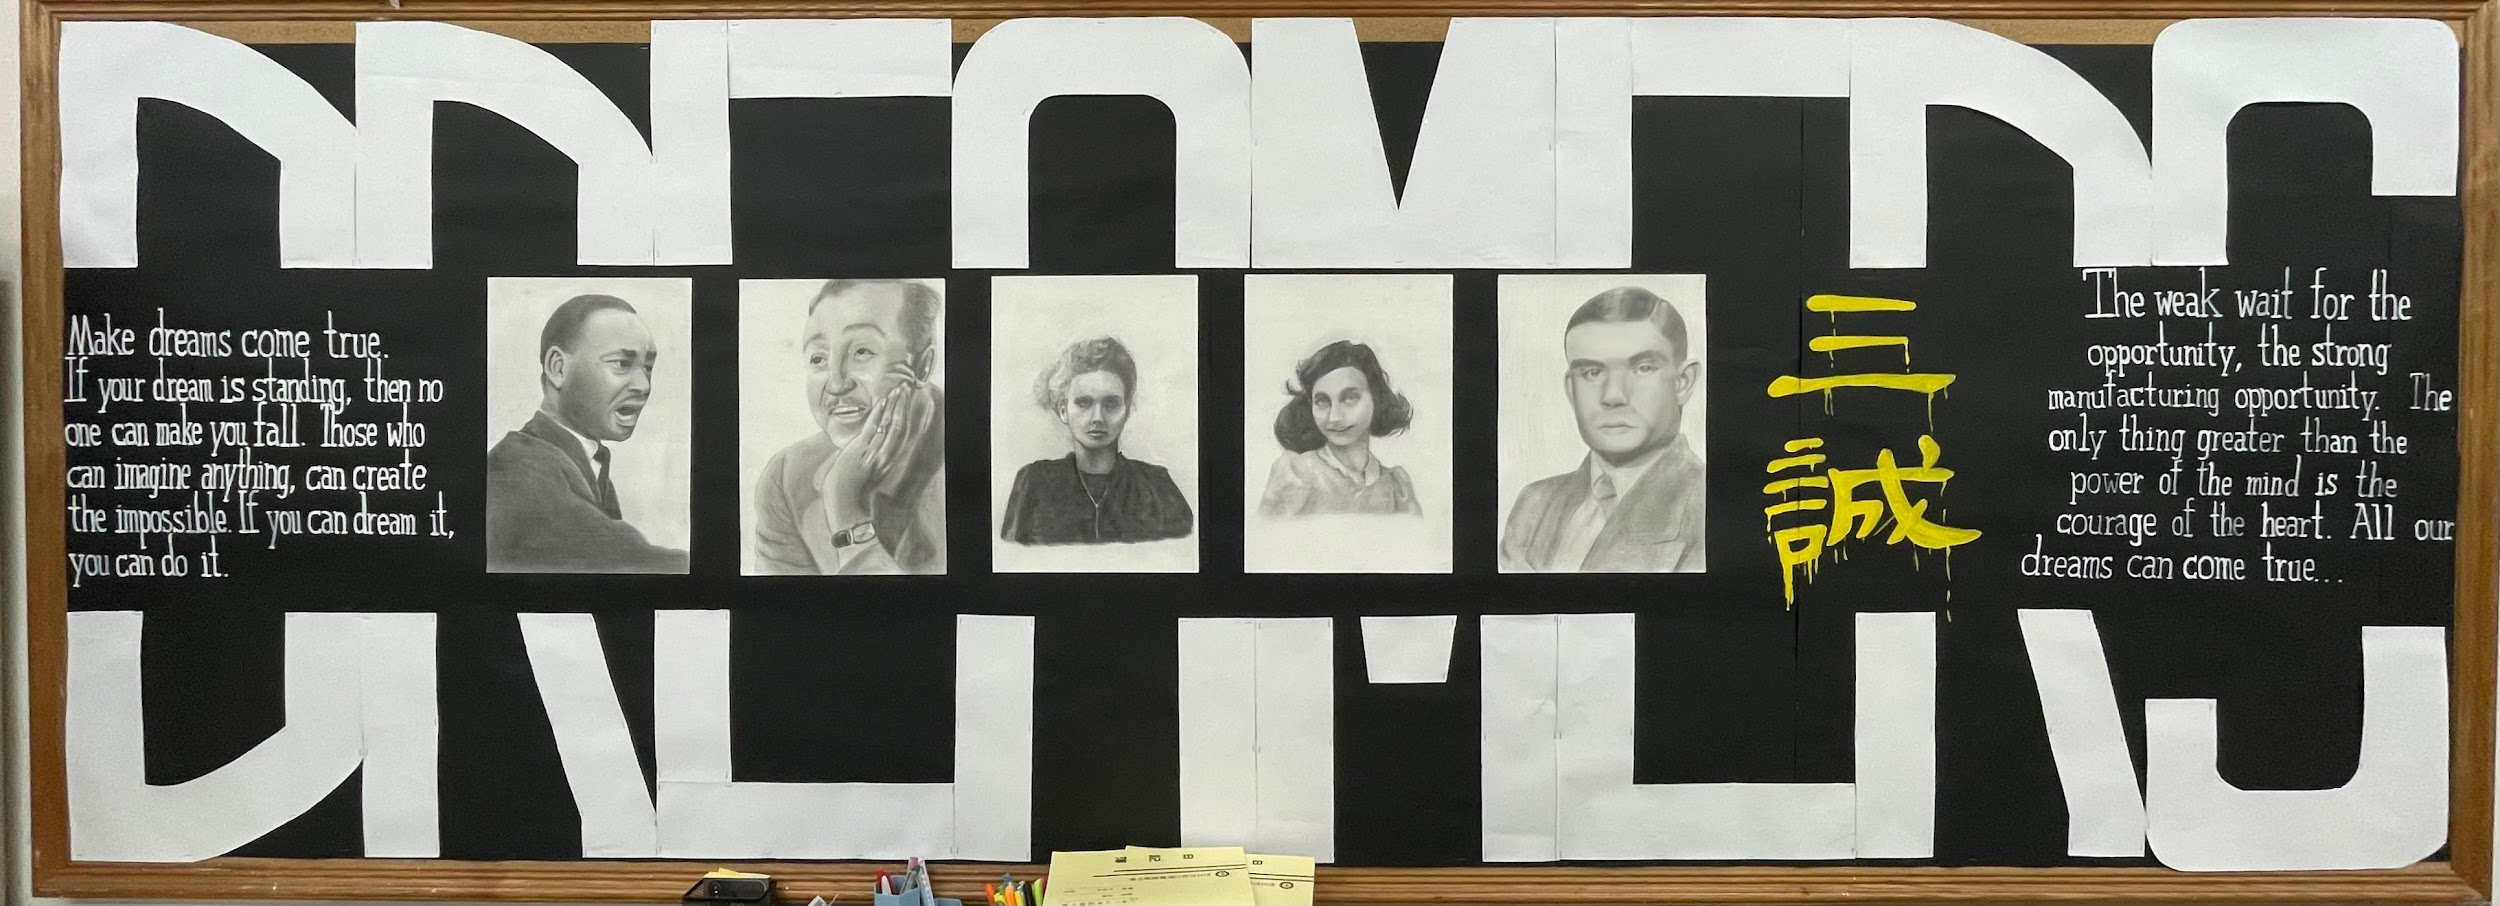 DREAMERS
Make dreams come true.
If your dream is standing, then no
one can make you fall. Those who
can imagine anything, can create
the impossible. If you can dream it,
you can do it.
三誠
The weak wait for the
opportunity, the strong
manufacturing opportunity. The
only thing greater than the
power of the mind is the
courage of the heart. All our
dreams can come true...